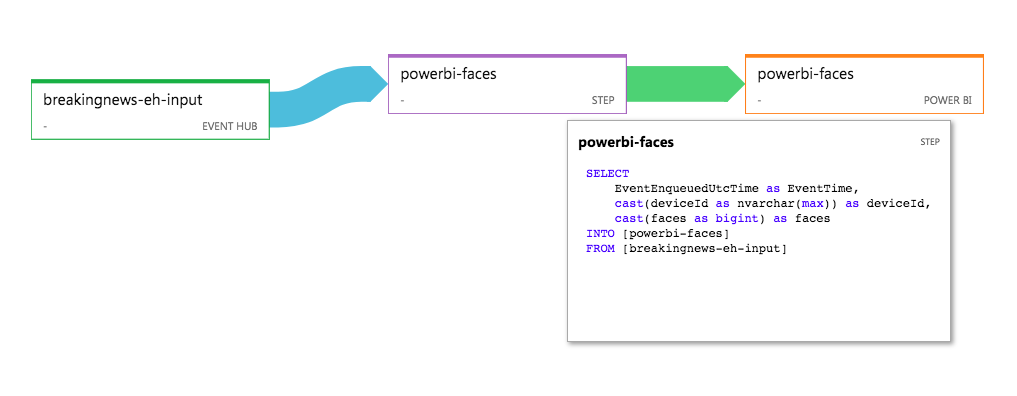 breakingnews-eh-input
- EVENT HUB
powerbi-faces
- STEP
powerbi-faces
- POWER BI
powerbi-faces STEP
SELECT
EventEnqueuedUtcTime as EventTime,
cast(deviceId as nvarchar(max)) as deviceId,
cast(faces as bigint) as faces
INTO [powerbi-faces]
FROM [breakingnews-eh-input]